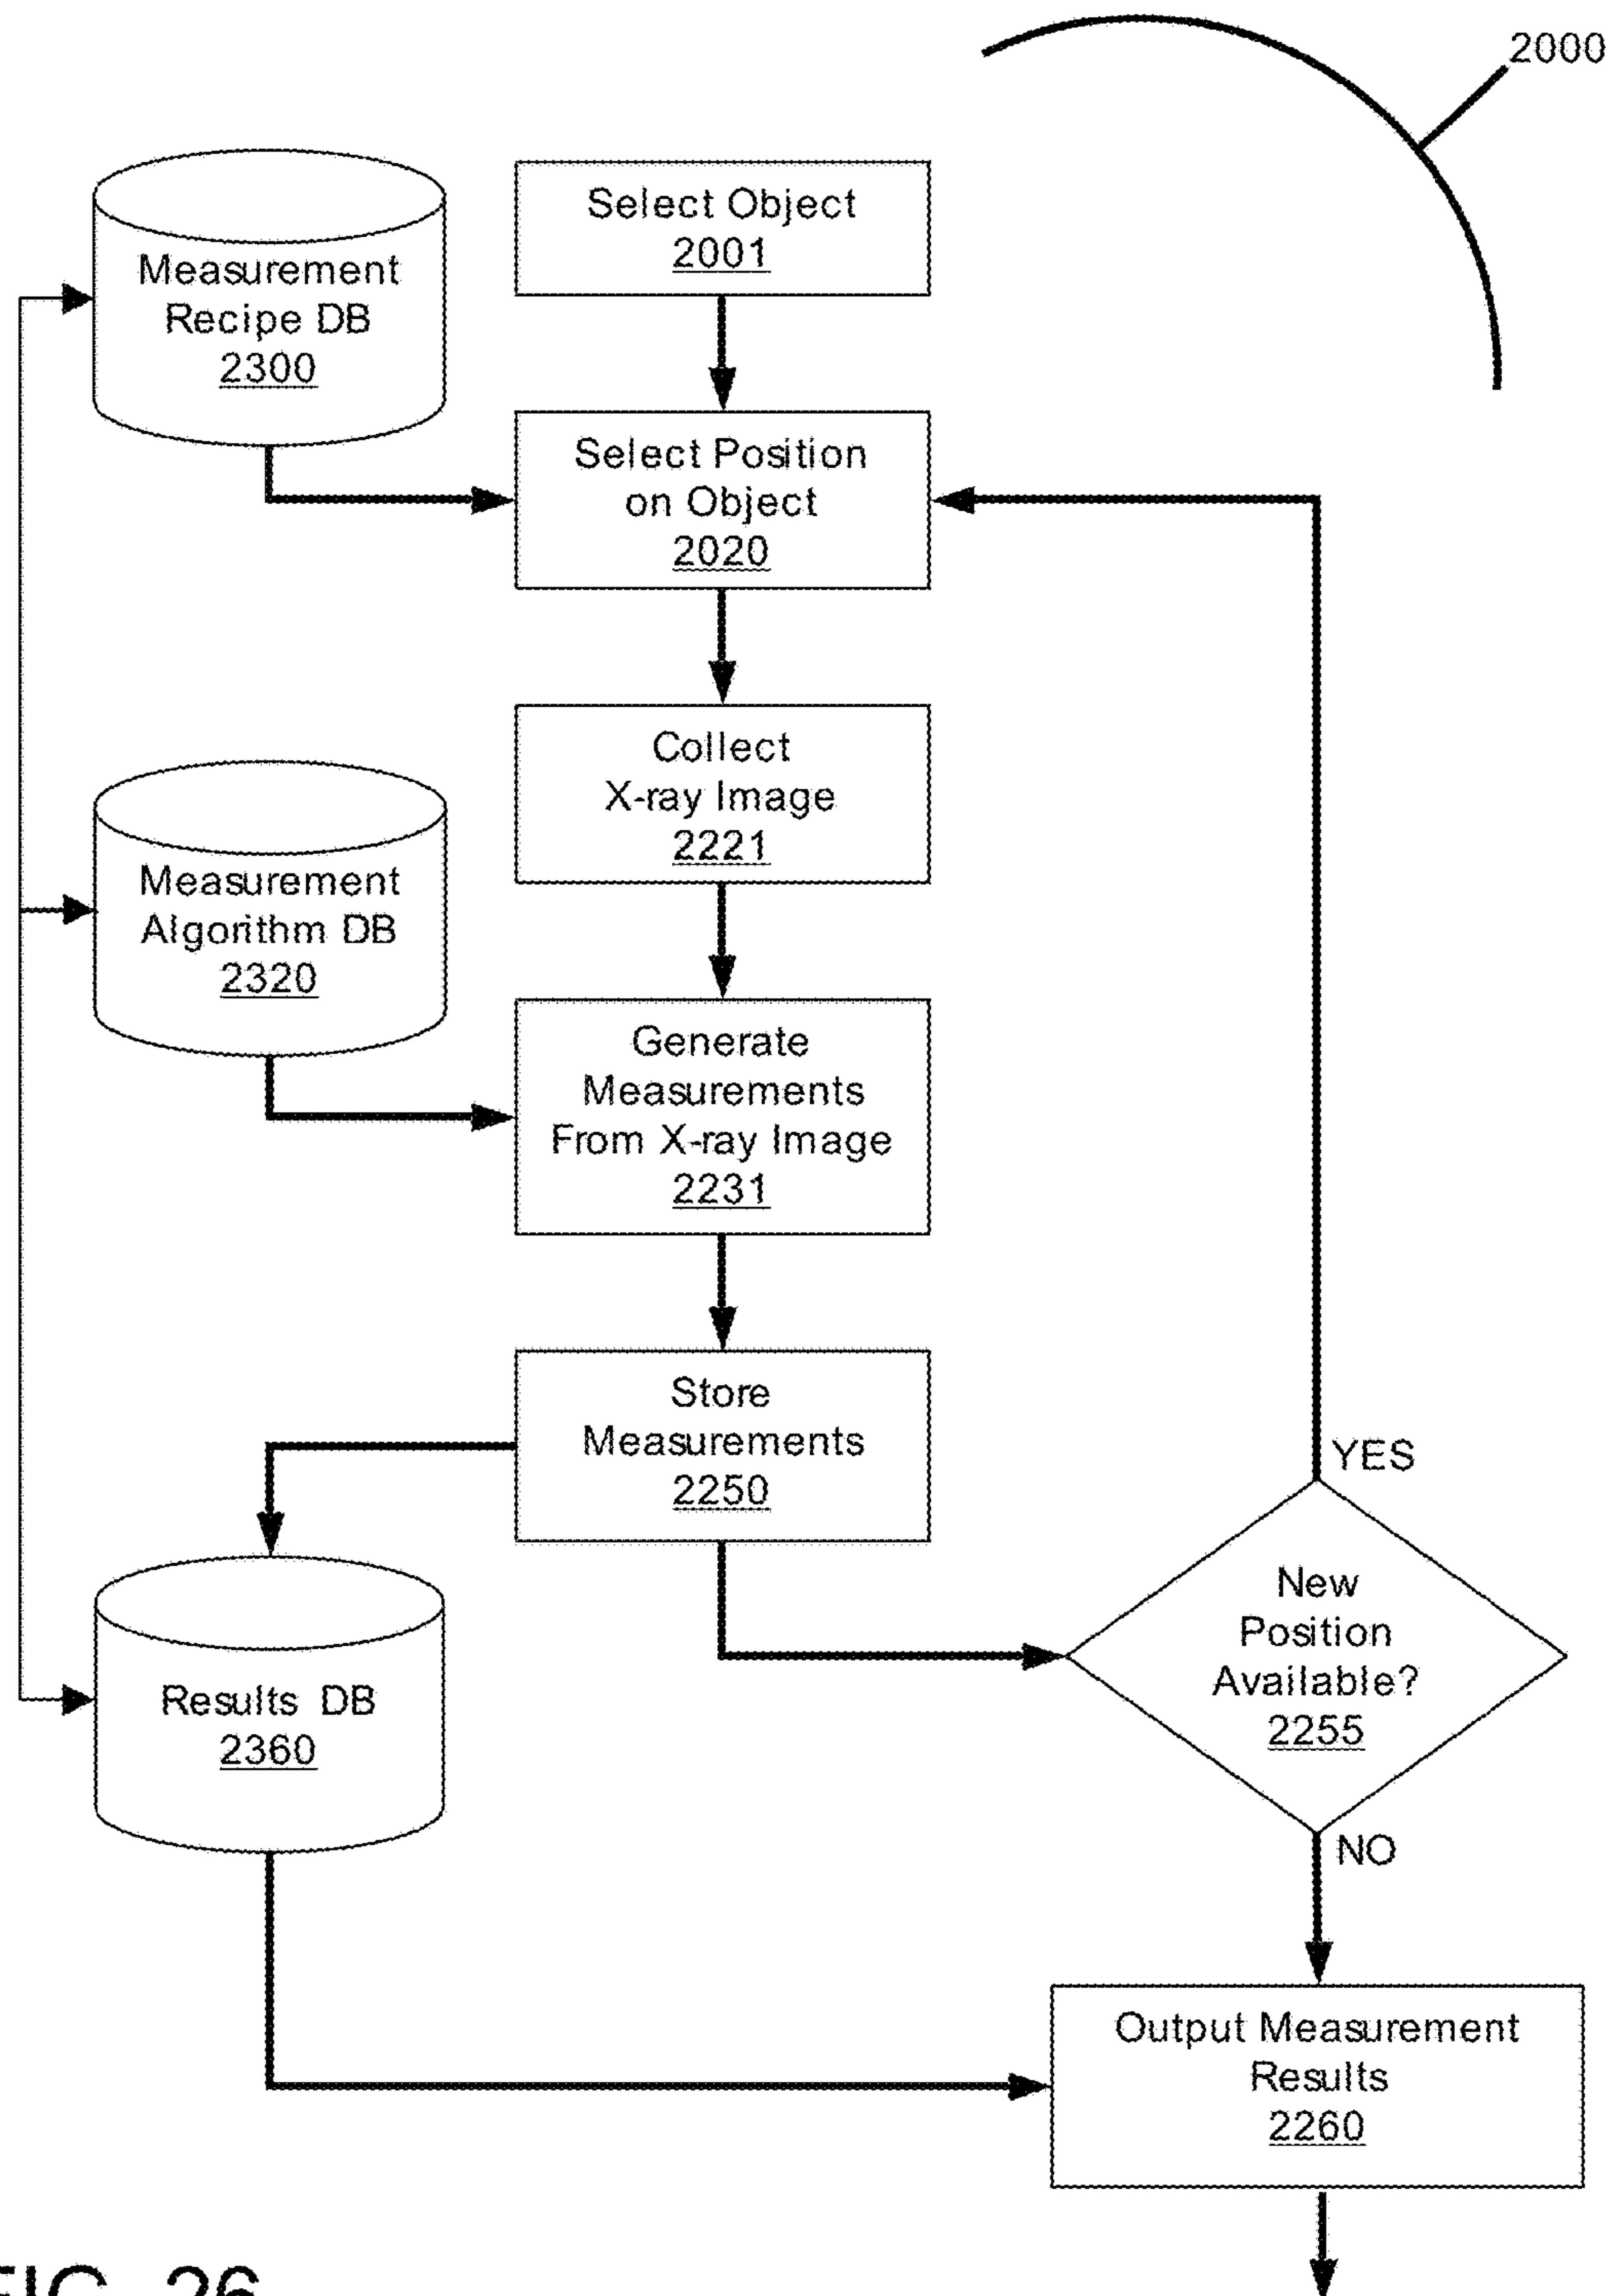 2000
Select Object
2001
Measurement
Recipe DB
2300
Select Position
on Object
2020
Collect
X-ray Image
2221
Measurement
Algorithm DB
2320
Generate
Measurements
From X-ray Image
2231
Store
Measurements
2250
YES
New
Position
Available?
2255
Results DB
2360
NO
Output Measurement
Results
2260
FIG. 26